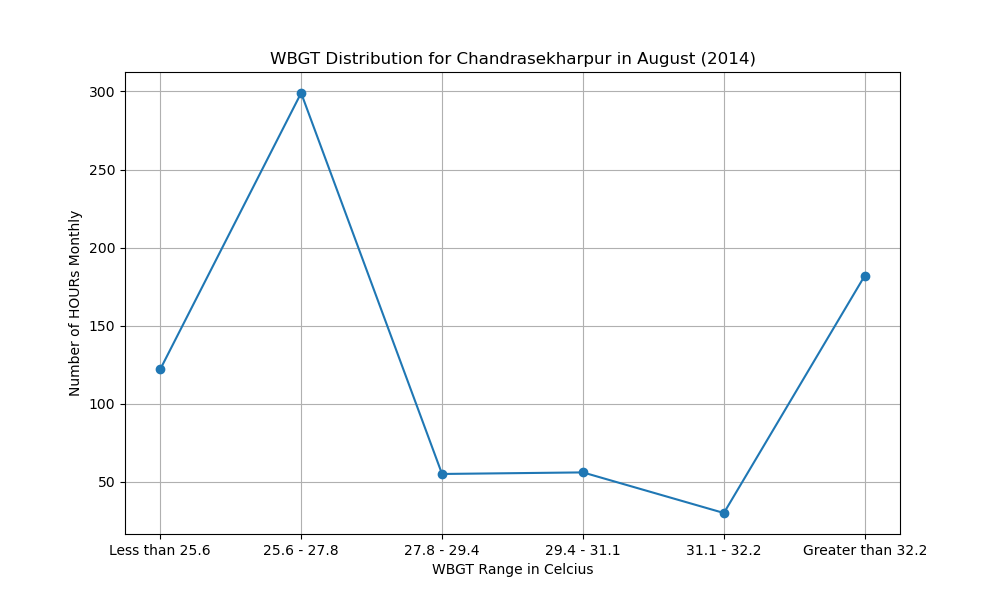 WBGT Distribution for Chandrasekharpur in August (2014)
Number of HOURs Monthly
300
250
200
150
100
50
Less than 25.6
25.6 - 27.8
27.8 - 29.4
29.4 - 31.1
31.1 - 32.2
Greater than 32.2
WBGT Range in Celcius